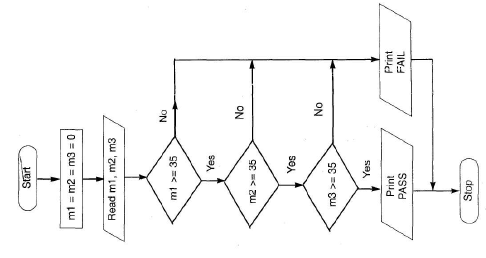 Start
m1 = m2 = m3 = 0
Read m1, m2, m3
m1 >= 35
No
Yes
m2 >= 35
No
Yes
m3 >= 35
No
Yes
Print
PASS
Print
FAIL
Stop